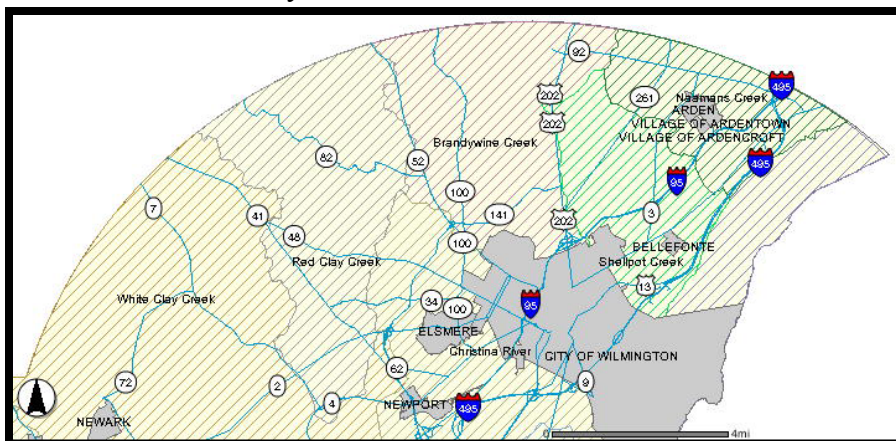 92
495
202
261
Naamans Creek
ARDEN
VILLAGE OF ARDENTOWN
VILLAGE OF ARDENCROFT
202
Brandywine Creek
82
52
495
95
100
7
41
141
202
3
48
100
BELLEFONTE
Red Clay Creek
Shellpot Creek
13
White Clay Creek
34
100
95
ELSMERE
Christina River
CITY OF WILMINGTON
62
72
2
9
4
NEWPORT
495
NEWARK
0
4mi